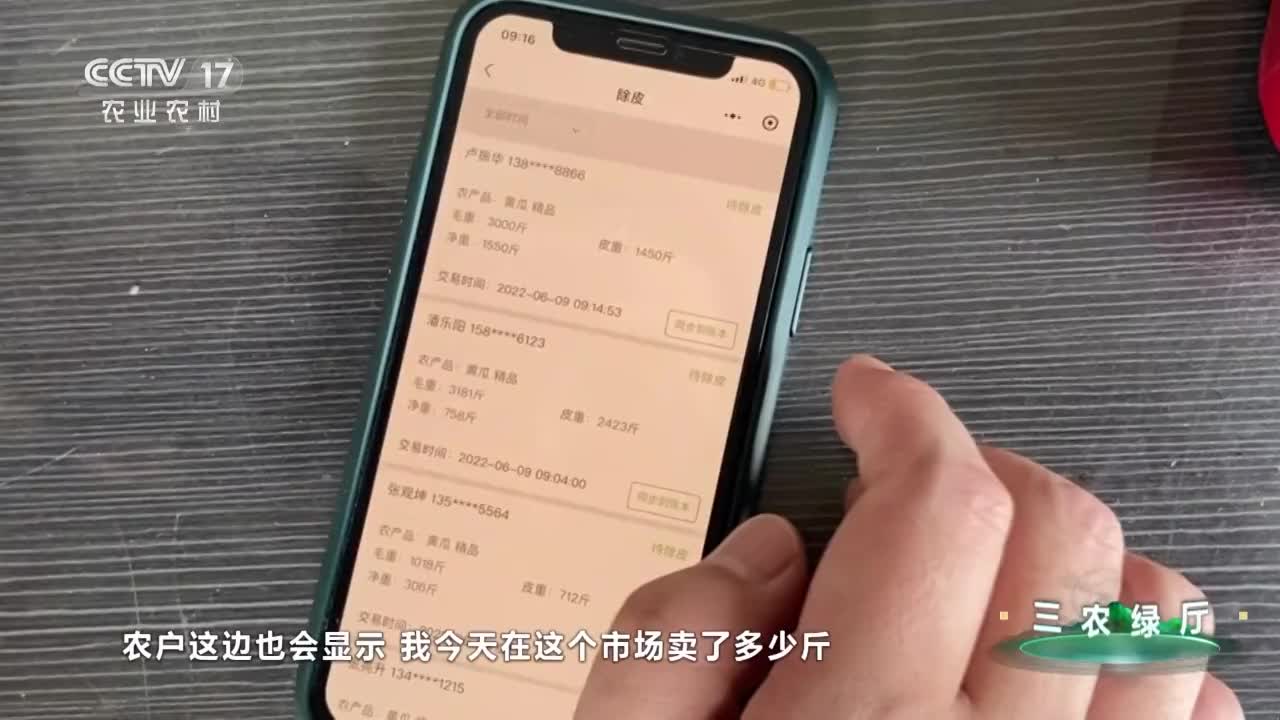 CCTV 17
农业农村
09:16
4G
除皮
全部时间
卢振华 138****8866
待除皮
农产品: 黄瓜 精品
毛重: 3000斤
皮重: 1450斤
净重: 1550斤
交易时间: 2022-06-09 09:14:53
同步到账本
潘乐阳 158****6123
待除皮
农产品: 黄瓜 精品
毛重: 3181斤
皮重: 2423斤
净重: 758斤
交易时间: 2022-06-09 09:04:00
同步到账本
张观坤 135****5564
待除皮
农产品: 黄瓜 精品
毛重: 1018斤
皮重: 712斤
净重: 306斤
交易时间:
134****1215
农产品: 黄瓜
农户这边也会显示 我今天在这个市场卖了多少斤
三农绿厅